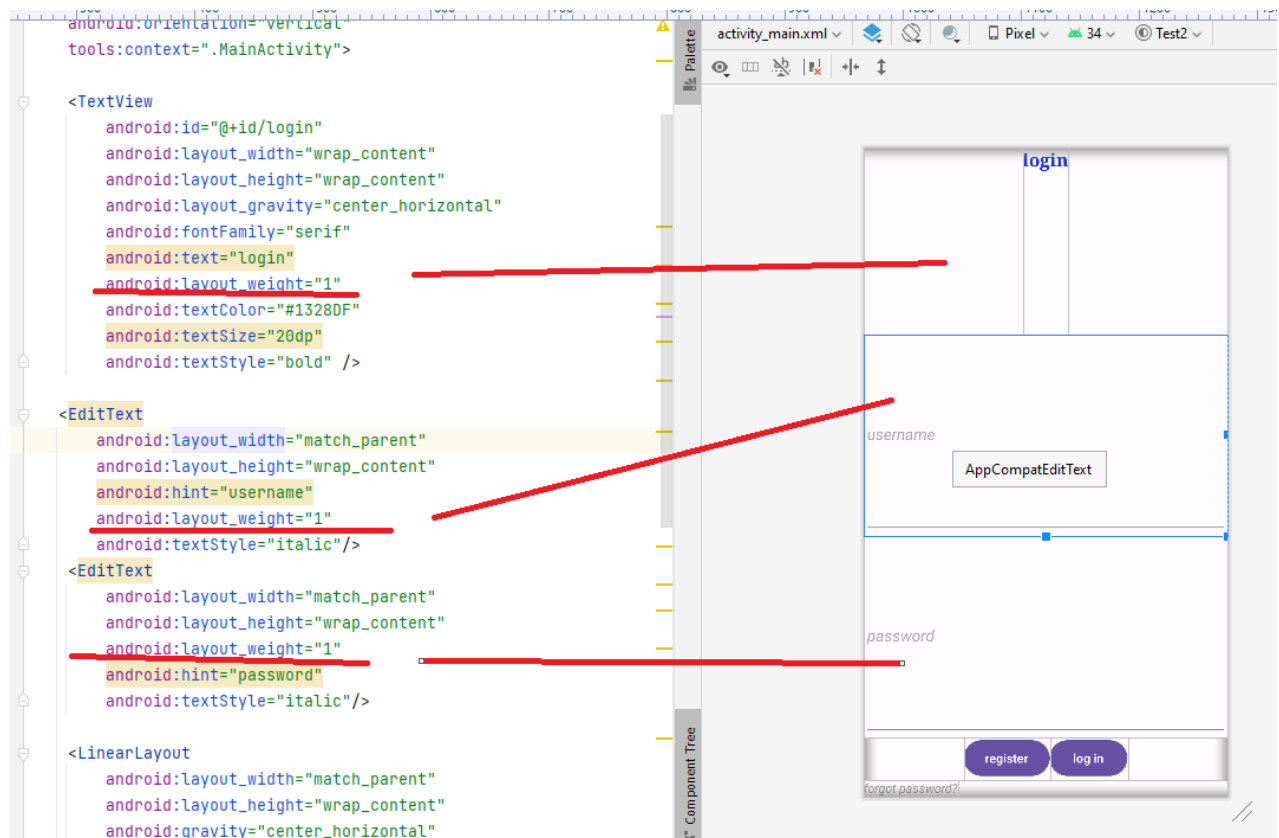 android:orientation="vertical"
tools:context=".MainActivity">
<TextView
android:id="@+id/login"
android:layout_width="wrap_content"
android:layout_height="wrap_content"
android:layout_gravity="center_horizontal"
android:fontFamily="serif"
android:text="login"
android:layout_weight="1"
android:textColor="#1328DF"
android:textSize="20dp"
android:textStyle="bold" />
<EditText
android:layout_width="match_parent"
android:layout_height="wrap_content"
android:hint="username"
android:layout_weight="1"
android:textStyle="italic"/>
<EditText
android:layout_width="match_parent"
android:layout_height="wrap_content"
android:layout_weight="1"
android:hint="password"
android:textStyle="italic"/>
<LinearLayout
android:layout_width="match_parent"
android:layout_height="wrap_content"
android:gravity="center_horizontal"
Palette
Component Tree
activity_main.xml
Pixel
34
Test2
login
username
AppCompatEditText
password
register
log in
forgot password?